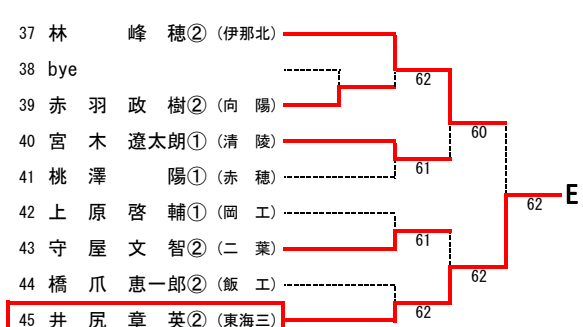 37 林 峰 穂② (伊那北)
38 bye
62
39 赤 羽 政 樹② (向 陽)
60
40 宮 木 遼太朗① (清 陵)
61
41 桃 澤 陽① (赤 穂)
62 E
42 上 原 啓 輔① (岡 工)
61
43 守 屋 文 智② (二 葉)
62
44 橋 爪 恵一郎② (飯 工)
62
45 井 尻 章 英② (東海三)